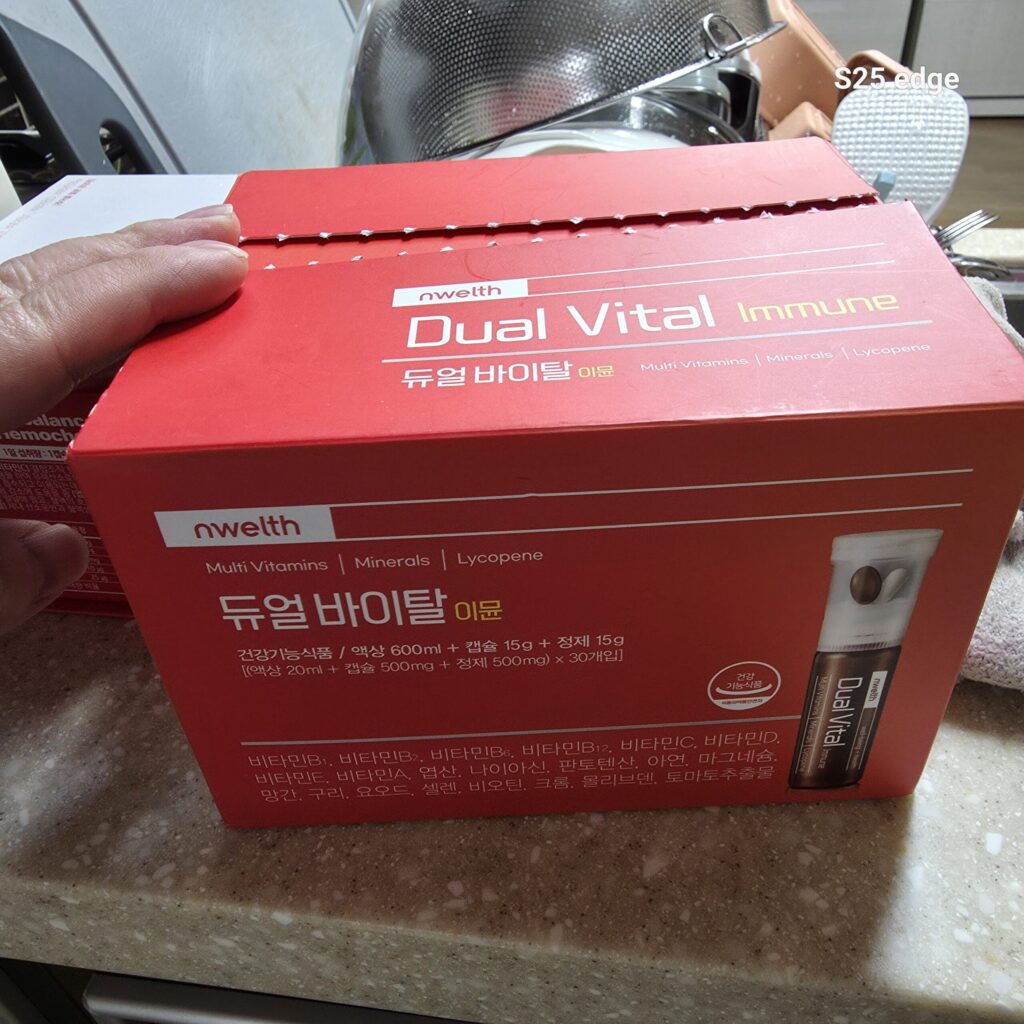 S25 edge
nwelth
Dual Vital Immune
듀얼 바이탈 이뮨 Multi Vitamins | Minerals | Lycopene
nwelth
Multi Vitamins | Minerals | Lycopene
듀얼 바이탈 이뮨
건강기능식품 / 액상 600ml + 캡슐 15g + 정제 15g
[(액상 20ml + 캡슐 500mg + 정제 500mg) x 30개입]
건강
기능식품
비타민B1, 비타민B2, 비타민B6, 비타민B12, 비타민C, 비타민D,
비타민E, 비타민A, 엽산, 나이아신, 판토텐산, 아연, 마그네슘,
망간, 구리, 요오드, 셀렌, 비오틴, 크롬, 몰리브덴, 토마토추출물
nwelth
Dual Vital Immune